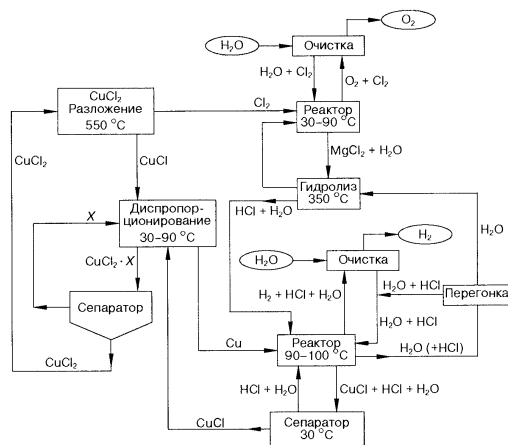 O₂
H₂O
Очистка
H₂O + Cl₂
O₂ + Cl₂
CuCl₂
Разложение
550 °C
Cl₂
Реактор
30–90 °C
CuCl₂
CuCl
MgCl₂ + H₂O
Гидролиз
350 °C
X
Диспропор-
ционирование
30–90 °C
HCl + H₂O
H₂O
H₂
H₂O
Очистка
CuCl₂ · X
H₂O + HCl
Перегонка
Сепаратор
H₂ + HCl + H₂O
H₂O + HCl
Cu
Реактор
90–100 °C
H₂O (+HCl)
CuCl₂
HCl + H₂O
CuCl + HCl + H₂O
CuCl
Сепаратор
30 °C